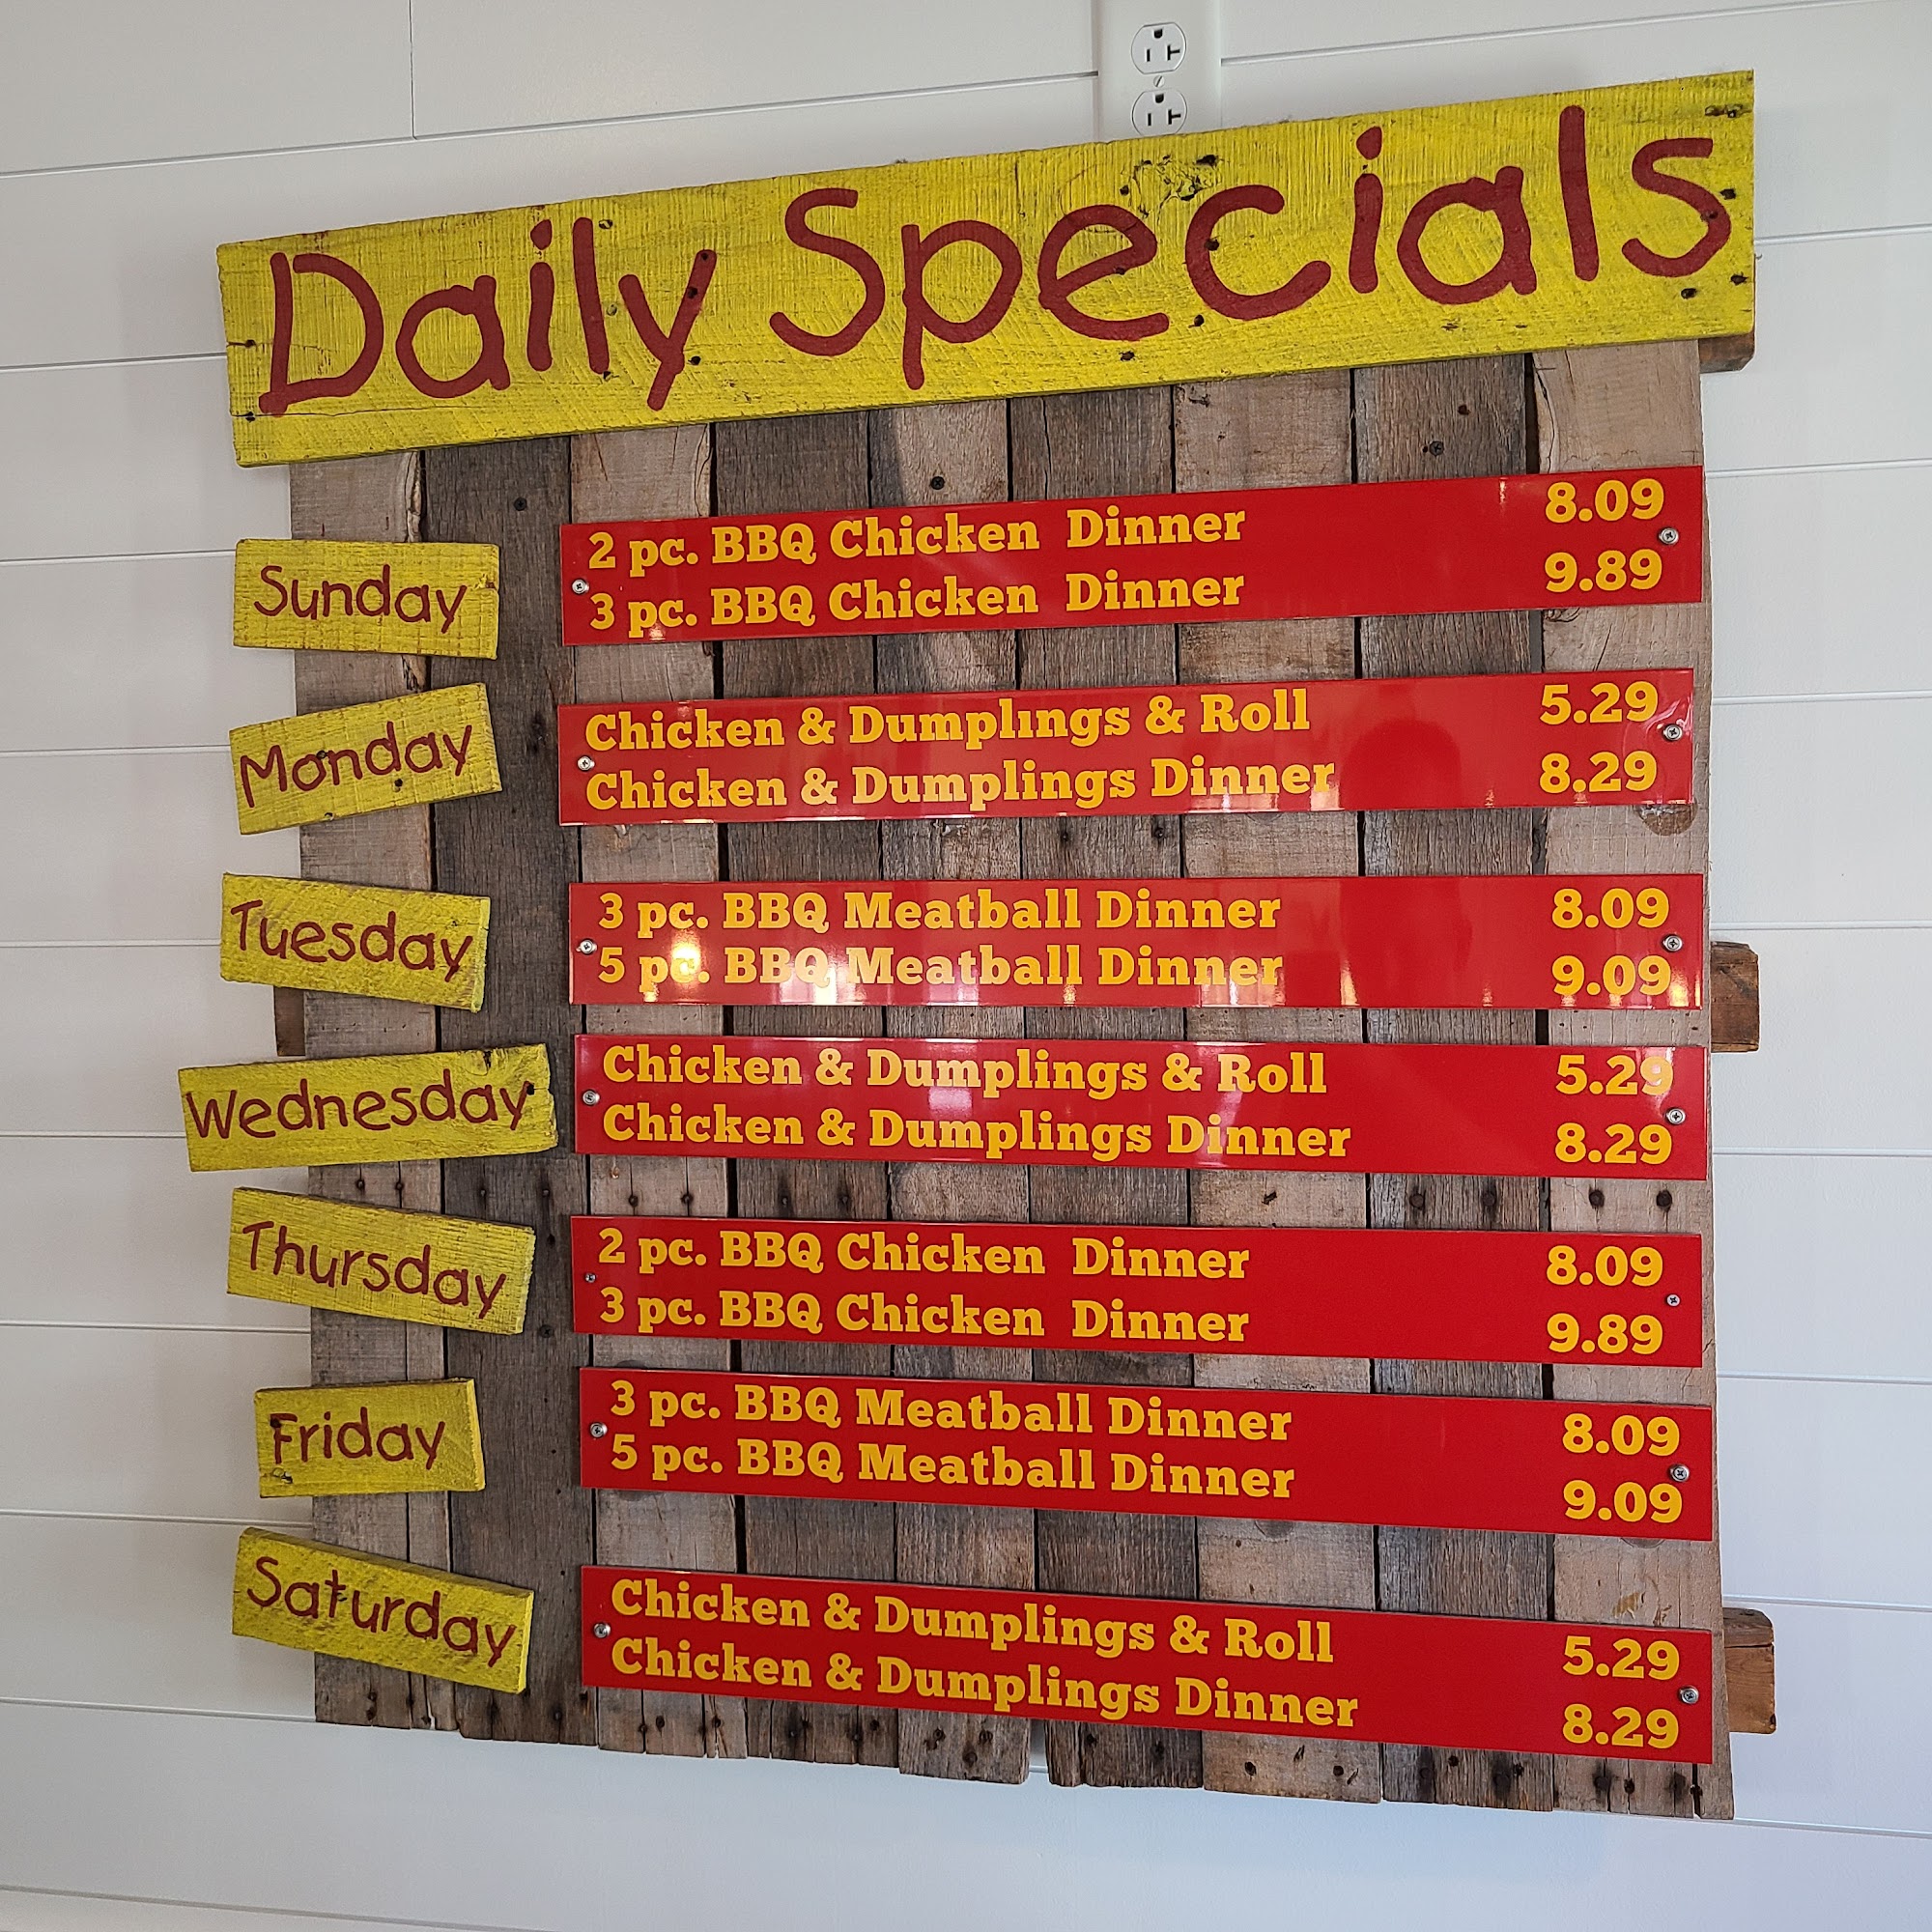 Daily Specials
Sunday
2 pc. BBQ Chicken Dinner 8.09
3 pc. BBQ Chicken Dinner 9.89
Monday
Chicken & Dumplings & Roll 5.29
Chicken & Dumplings Dinner 8.29
Tuesday
3 pc. BBQ Meatball Dinner 8.09
5 pc. BBQ Meatball Dinner 9.09
Wednesday
Chicken & Dumplings & Roll 5.29
Chicken & Dumplings Dinner 8.29
Thursday
2 pc. BBQ Chicken Dinner 8.09
3 pc. BBQ Chicken Dinner 9.89
Friday
3 pc. BBQ Meatball Dinner 8.09
5 pc. BBQ Meatball Dinner 9.09
Saturday
Chicken & Dumplings & Roll 5.29
Chicken & Dumplings Dinner 8.29